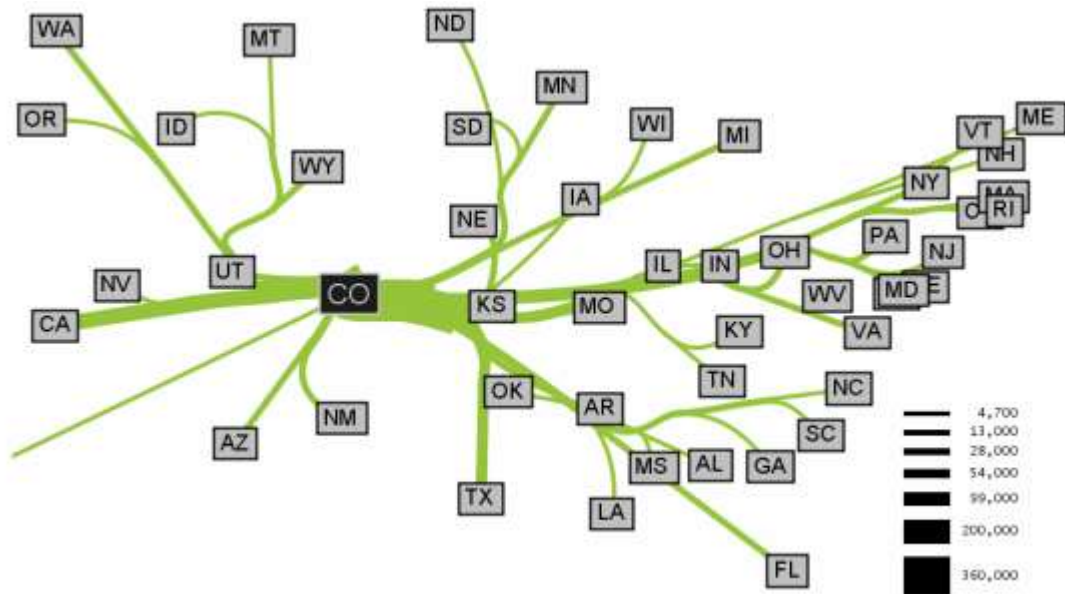 WA
ND
MT
MN
OR
ID
SD
WI
MI
VT
ME
NH
WY
IA
NY
RI
NE
OH
PA
NJ
UT
IL
IN
NV
CO
KS
MO
WV
MD
CA
KY
VA
TN
OK
AR
NC
NM
AZ
SC
MS
AL
GA
TX
LA
FL
4,700
13,000
28,000
54,000
99,000
200,000
360,000